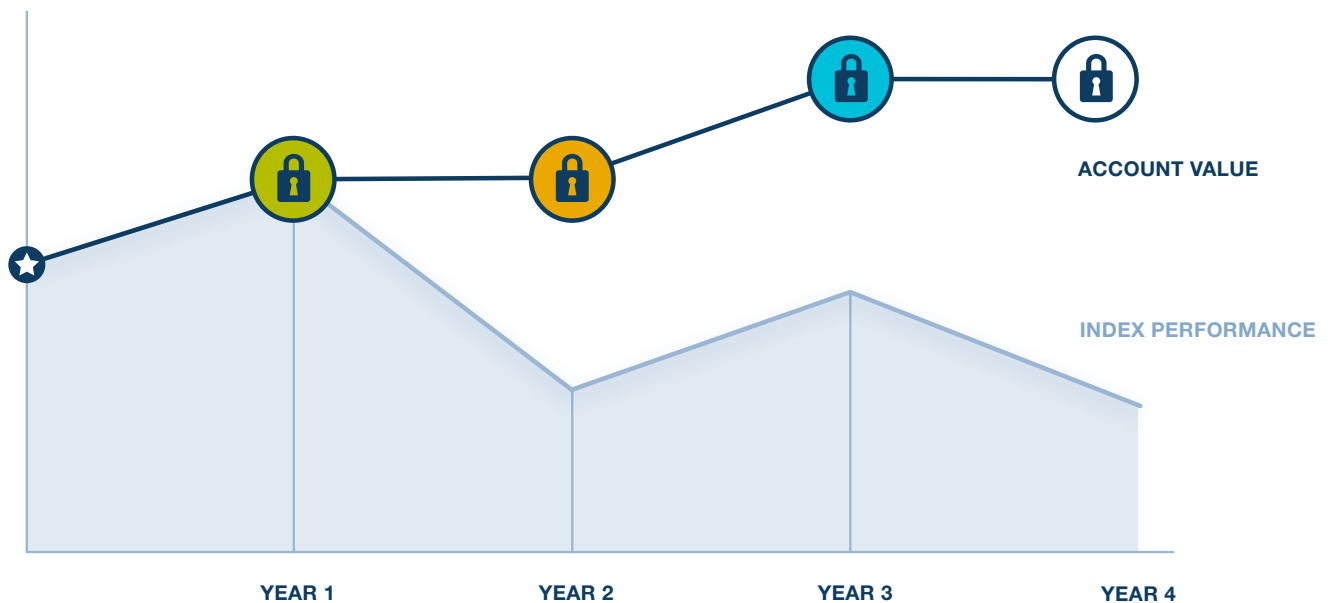 ACCOUNT VALUE
INDEX PERFORMANCE
YEAR 1
YEAR 2
YEAR 3
YEAR 4